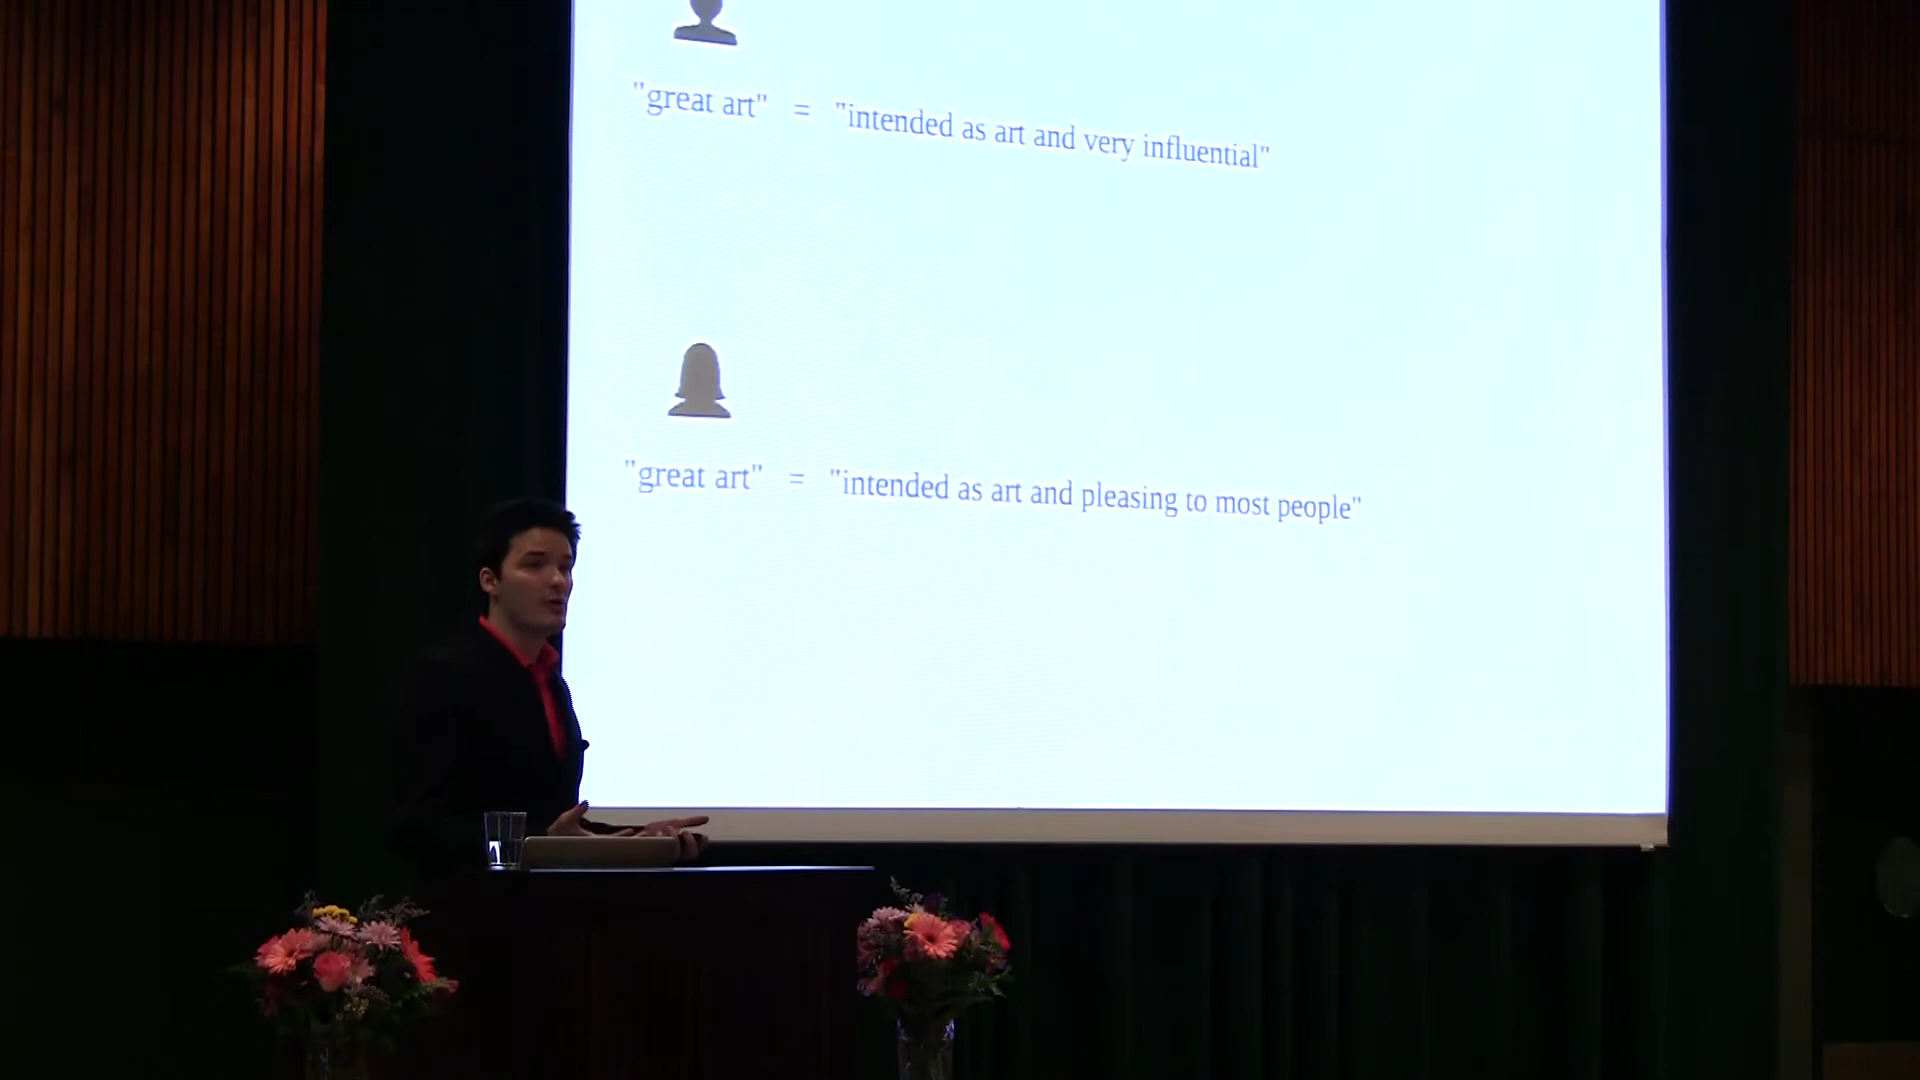 "great art" = "intended as art and very influential"
"great art" = "intended as art and pleasing to most people"